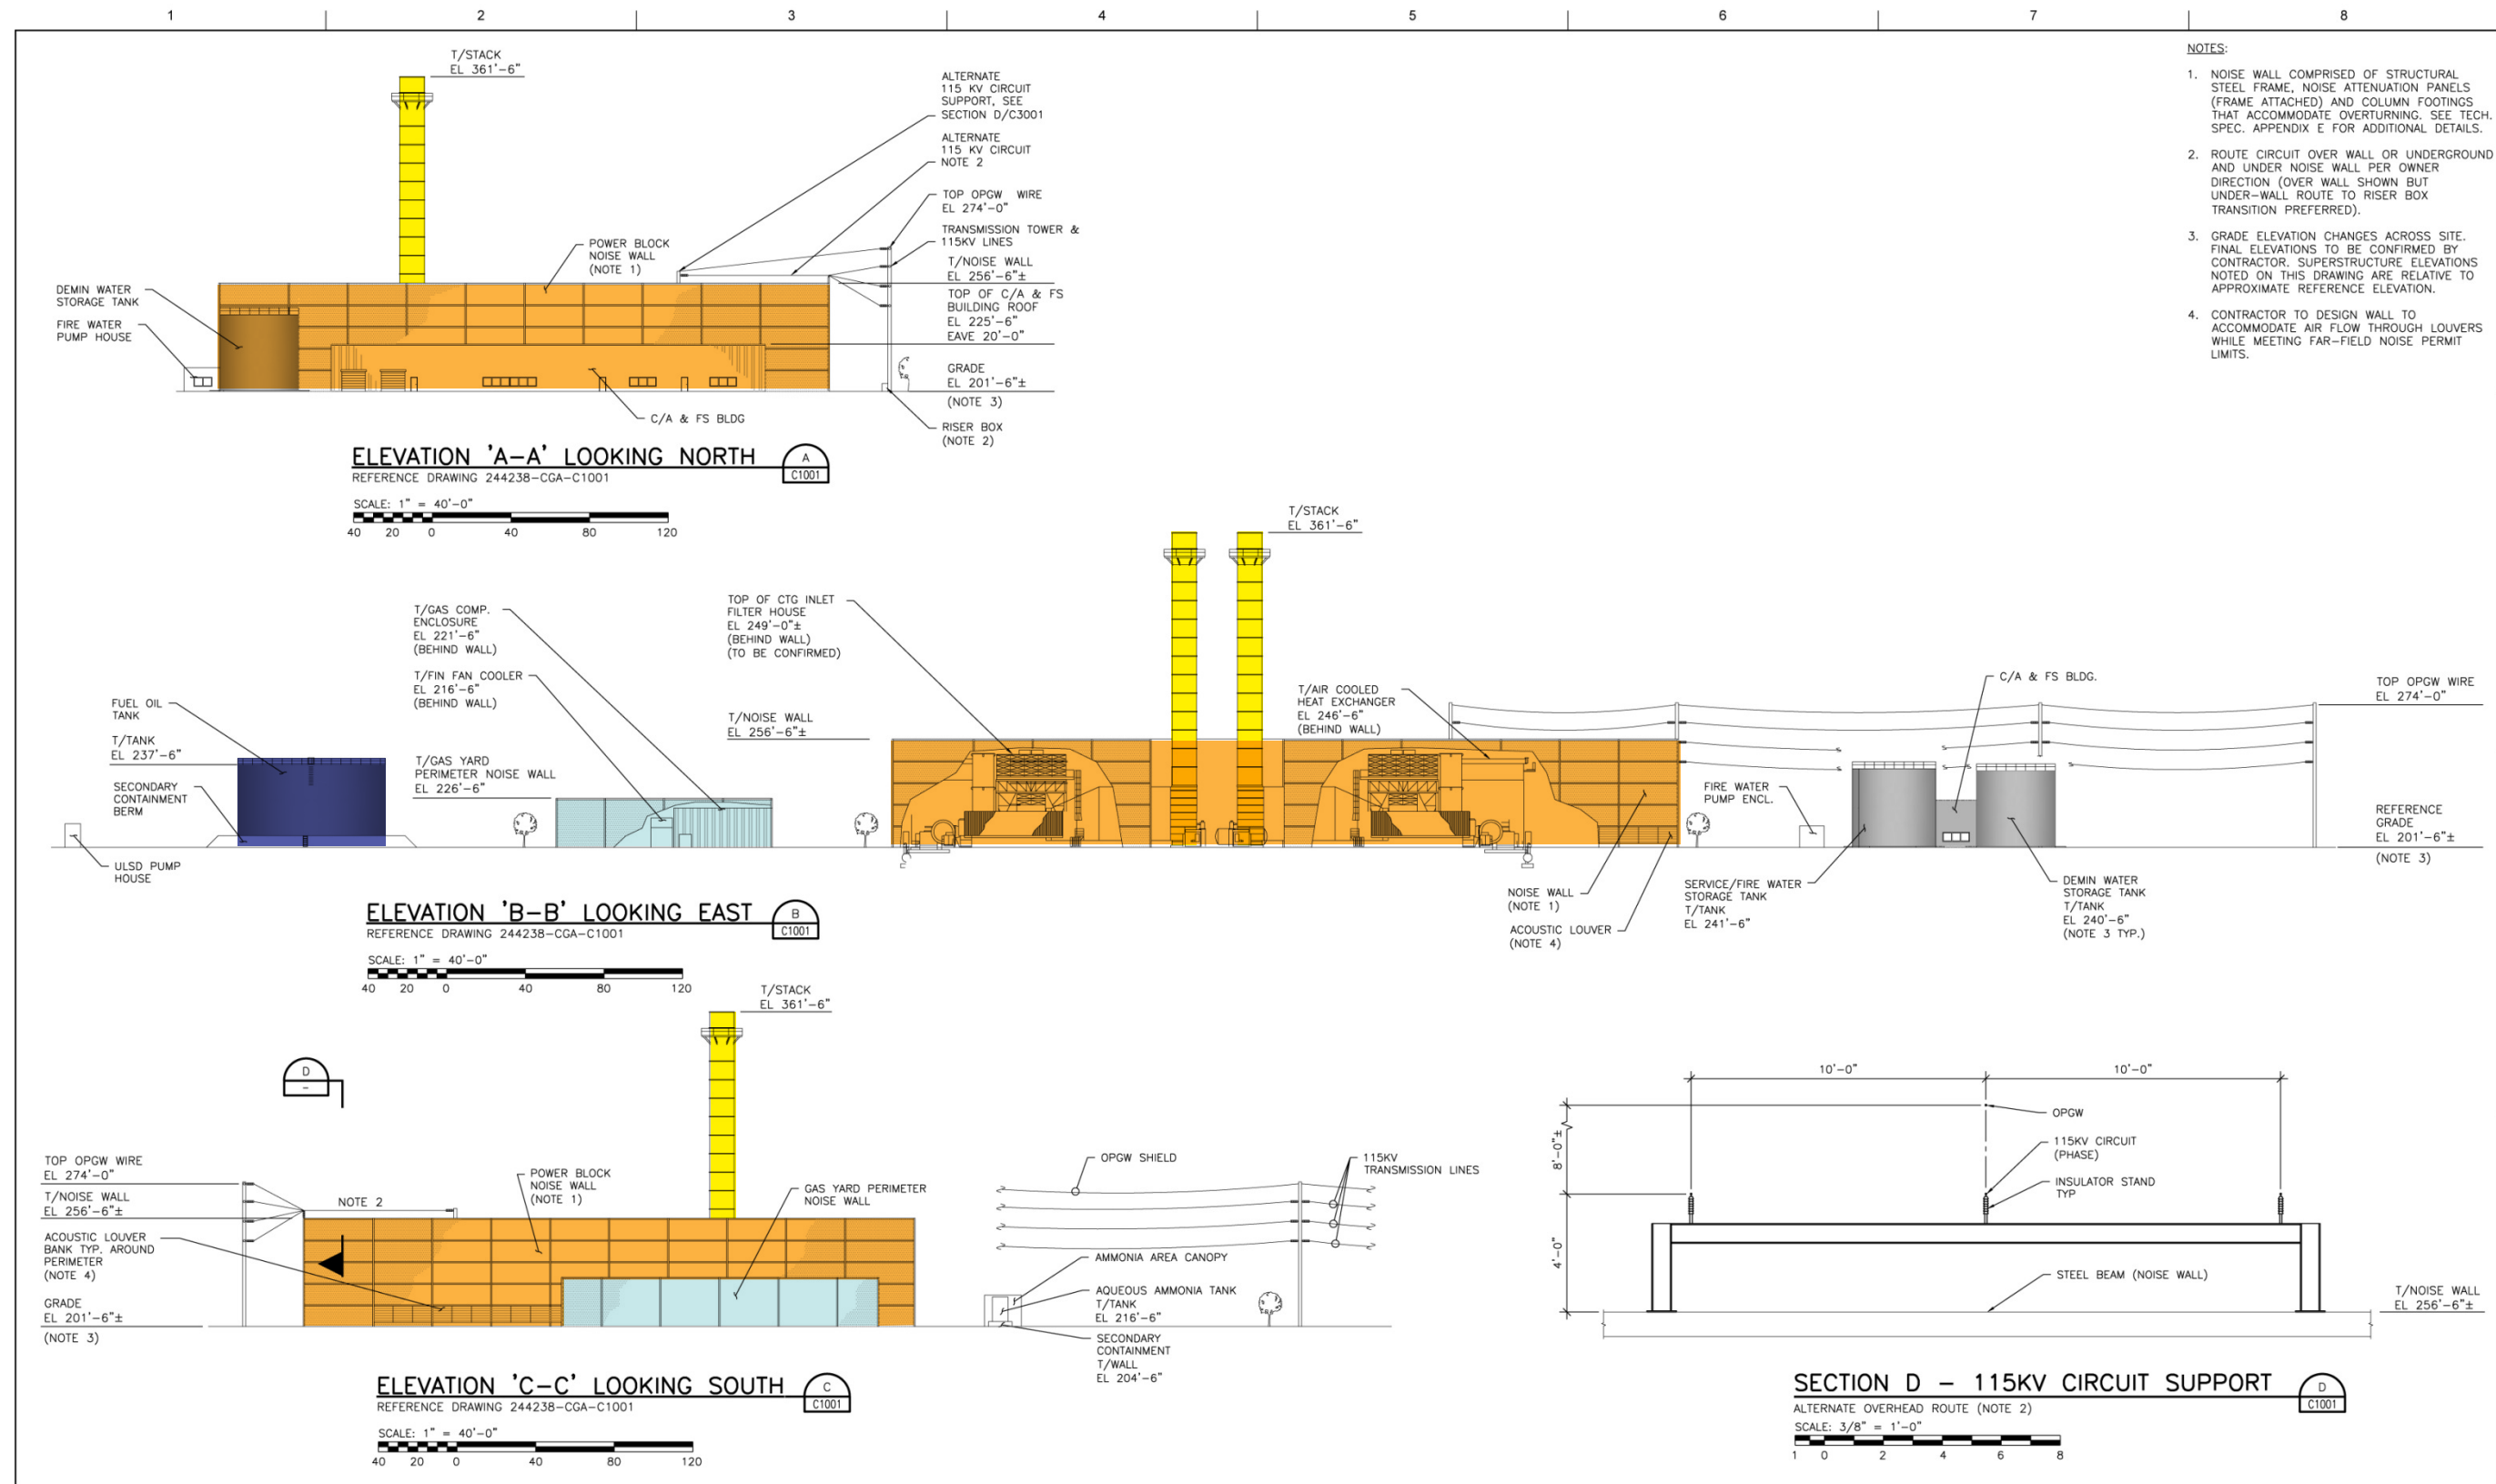 1 2 3 4 5 6 7 8
T/STACK
EL 361'-6"
ALTERNATE
115 KV CIRCUIT
SUPPORT, SEE
SECTION D/C3001
ALTERNATE
115 KV CIRCUIT
NOTE 2
TOP OPGW WIRE
EL 274'-0"
TRANSMISSION TOWER &
115KV LINES
T/NOISE WALL
EL 256'-6"±
TOP OF C/A & FS
BUILDING ROOF
EL 225'-6"
EAVE 20'-0"
GRADE
EL 201'-6"±
(NOTE 3)
RISER BOX
(NOTE 2)
POWER BLOCK
NOISE WALL
(NOTE 1)
DEMIN WATER
STORAGE TANK
FIRE WATER
PUMP HOUSE
C/A & FS BLDG
ELEVATION 'A-A' LOOKING NORTH
A
C1001
REFERENCE DRAWING 244238-CGA-C1001
SCALE: 1" = 40'-0"
40 20 0 40 80 120
NOTES:
1. NOISE WALL COMPRISED OF STRUCTURAL
STEEL FRAME, NOISE ATTENUATION PANELS
(FRAME ATTACHED) AND COLUMN FOOTINGS
THAT ACCOMMODATE OVERTURNING. SEE TECH.
SPEC. APPENDIX E FOR ADDITIONAL DETAILS.
2. ROUTE CIRCUIT OVER WALL OR UNDERGROUND
AND UNDER NOISE WALL PER OWNER
DIRECTION (OVER WALL SHOWN BUT
UNDER-WALL ROUTE TO RISER BOX
TRANSITION PREFERRED).
3. GRADE ELEVATION CHANGES ACROSS SITE.
FINAL ELEVATIONS TO BE CONFIRMED BY
CONTRACTOR. SUPERSTRUCTURE ELEVATIONS
NOTED ON THIS DRAWING ARE RELATIVE TO
APPROXIMATE REFERENCE ELEVATION.
4. CONTRACTOR TO DESIGN WALL TO
ACCOMMODATE AIR FLOW THROUGH LOUVERS
WHILE MEETING FAR-FIELD NOISE PERMIT
LIMITS.
T/STACK
EL 361'-6"
T/GAS COMP.
ENCLOSURE
EL 221'-6"
(BEHIND WALL)
T/FIN FAN COOLER
EL 216'-6"
(BEHIND WALL)
TOP OF CTG INLET
FILTER HOUSE
EL 249'-0"±
(BEHIND WALL)
(TO BE CONFIRMED)
T/NOISE WALL
EL 256'-6"±
FUEL OIL
TANK
T/TANK
EL 237'-6"
SECONDARY
CONTAINMENT
BERM
ULSD PUMP
HOUSE
T/GAS YARD
PERIMETER NOISE WALL
EL 226'-6"
T/AIR COOLED
HEAT EXCHANGER
EL 246'-6"
(BEHIND WALL)
C/A & FS BLDG.
TOP OPGW WIRE
EL 274'-0"
FIRE WATER
PUMP ENCL.
REFERENCE
GRADE
EL 201'-6"±
(NOTE 3)
NOISE WALL
(NOTE 1)
ACOUSTIC LOUVER
(NOTE 4)
SERVICE/FIRE WATER
STORAGE TANK
T/TANK
EL 241'-6"
DEMIN WATER
STORAGE TANK
T/TANK
EL 240'-6"
(NOTE 3 TYP.)
ELEVATION 'B-B' LOOKING EAST
B
C1001
REFERENCE DRAWING 244238-CGA-C1001
SCALE: 1" = 40'-0"
40 20 0 40 80 120
T/STACK
EL 361'-6"
D
-
TOP OPGW WIRE
EL 274'-0"
T/NOISE WALL
EL 256'-6"±
NOTE 2
ACOUSTIC LOUVER
BANK TYP. AROUND
PERIMETER
(NOTE 4)
GRADE
EL 201'-6"±
(NOTE 3)
POWER BLOCK
NOISE WALL
(NOTE 1)
GAS YARD PERIMETER
NOISE WALL
OPGW SHIELD
115KV
TRANSMISSION LINES
AMMONIA AREA CANOPY
AQUEOUS AMMONIA TANK
T/TANK
EL 216'-6"
SECONDARY
CONTAINMENT
T/WALL
EL 204'-6"
ELEVATION 'C-C' LOOKING SOUTH
C
C1001
REFERENCE DRAWING 244238-CGA-C1001
SCALE: 1" = 40'-0"
40 20 0 40 80 120
10'-0" 10'-0"
8'-0"±
4'-0"
OPGW
115KV CIRCUIT
(PHASE)
INSULATOR STAND
TYP
STEEL BEAM (NOISE WALL)
T/NOISE WALL
EL 256'-6"±
SECTION D - 115KV CIRCUIT SUPPORT
D
C1001
ALTERNATE OVERHEAD ROUTE (NOTE 2)
SCALE: 3/8" = 1'-0"
1 0 2 4 6 8